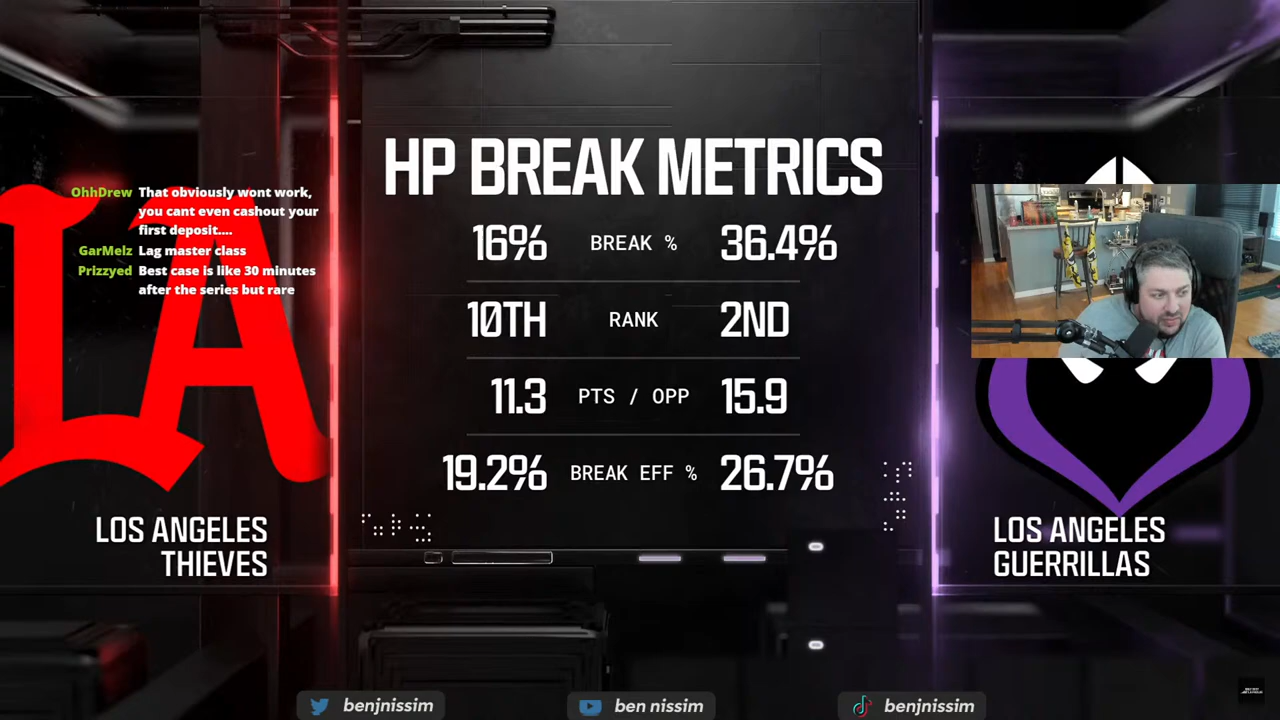 HP BREAK METRICS
16% BREAK % 36.4%
10TH RANK 2ND
11.3 PTS / OPP 15.9
19.2% BREAK EFF % 26.7%
OhhDrew That obviously wont work,
you cant even cashout your
first deposit....
GarMelz Lag master class
Prizzyed Best case is like 30 minutes
after the series but rare
LA
LOS ANGELES
THIEVES
LOS ANGELES
GUERRILLAS
benjnissim
ben nissim
benjnissim